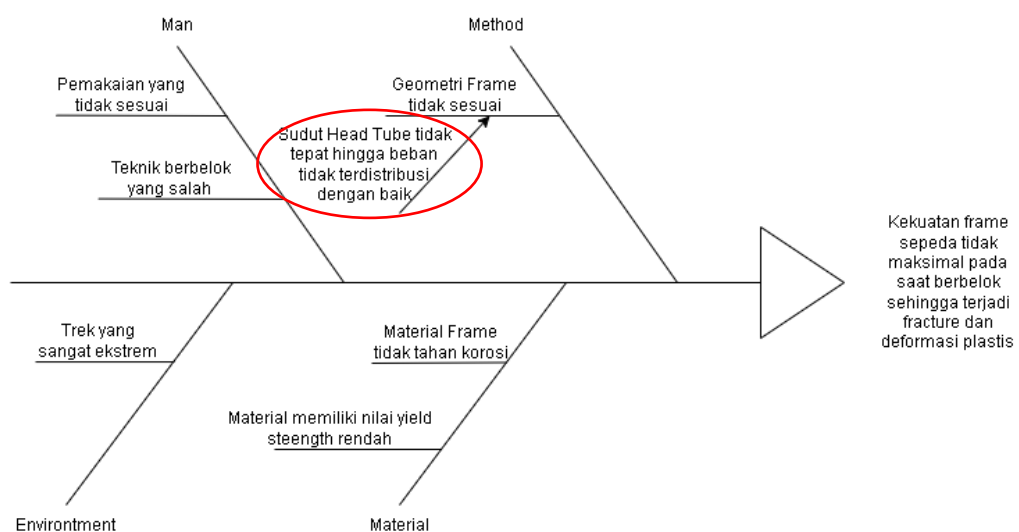 Man
Method
Pemakaian yang
tidak sesuai
Geometri Frame
tidak sesuai
Sudut Head Tube tidak
tepat hingga beban
tidak terdistribusi
dengan baik
Teknik berbelok
yang salah
Kekuatan frame
sepeda tidak
maksimal pada
saat berbelok
sehingga terjadi
fracture dan
deformasi plastis
Trek yang
sangat ekstrem
Material Frame
tidak tahan korosi
Material memiliki nilai yield
steength rendah
Environtment
Material